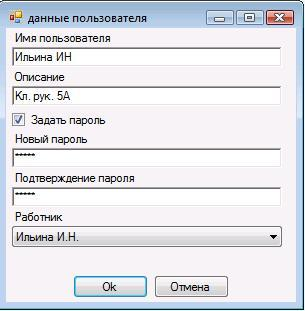 данные пользователя
Имя пользователя
Ильина ИН
Описание
Кл. рук. 5А
Задать пароль
Новый пароль
*****
Подтверждение пароля
*****
Работник
Ильина И.Н.
Ok Отмена